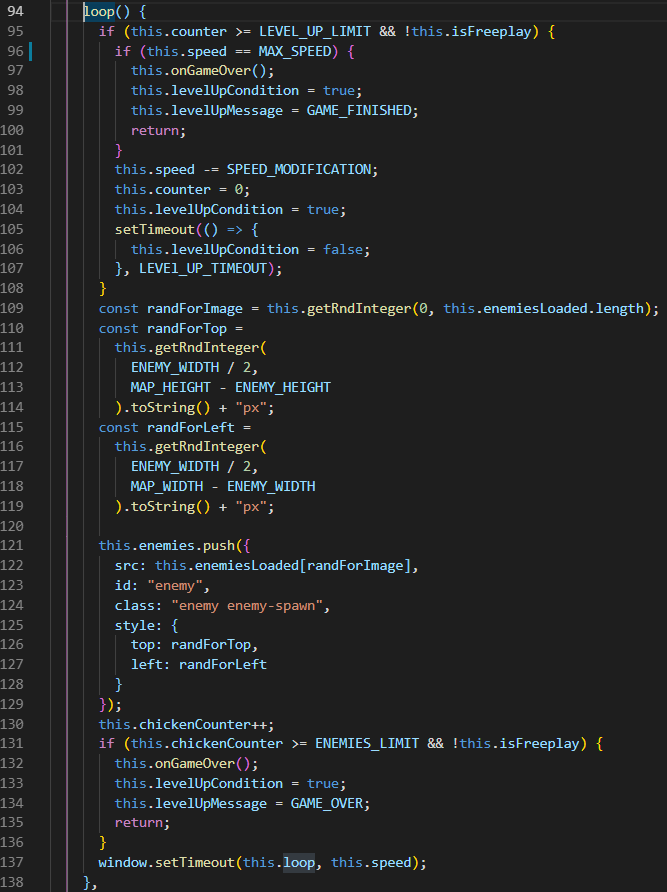 94 loop() {
95 if (this.counter >= LEVEL_UP_LIMIT && !this.isFreeplay) {
96 if (this.speed == MAX_SPEED) {
97 this.onGameOver();
98 this.levelUpCondition = true;
99 this.levelUpMessage = GAME_FINISHED;
100 return;
101 }
102 this.speed -= SPEED_MODIFICATION;
103 this.counter = 0;
104 this.levelUpCondition = true;
105 setTimeout(() => {
106 this.levelUpCondition = false;
107 }, LEVEl_UP_TIMEOUT);
108 }
109 const randForImage = this.getRndInteger(0, this.enemiesLoaded.length);
110 const randForTop =
111 this.getRndInteger(
112 ENEMY_WIDTH / 2,
113 MAP_HEIGHT - ENEMY_HEIGHT
114 ).toString() + "px";
115 const randForLeft =
116 this.getRndInteger(
117 ENEMY_WIDTH / 2,
118 MAP_WIDTH - ENEMY_WIDTH
119 ).toString() + "px";
120
121 this.enemies.push({
122 src: this.enemiesLoaded[randForImage],
123 id: "enemy",
124 class: "enemy enemy-spawn",
125 style: {
126 top: randForTop,
127 left: randForLeft
128 }
129 });
130 this.chickenCounter++;
131 if (this.chickenCounter >= ENEMIES_LIMIT && !this.isFreeplay) {
132 this.onGameOver();
133 this.levelUpCondition = true;
134 this.levelUpMessage = GAME_OVER;
135 return;
136 }
137 window.setTimeout(this.loop, this.speed);
138 },